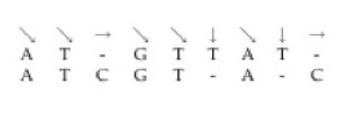 ↘ ↘ → ↘ ↘ ↓ ↘ ↓ →
A T - G T T A T -
A T C G T - A - C